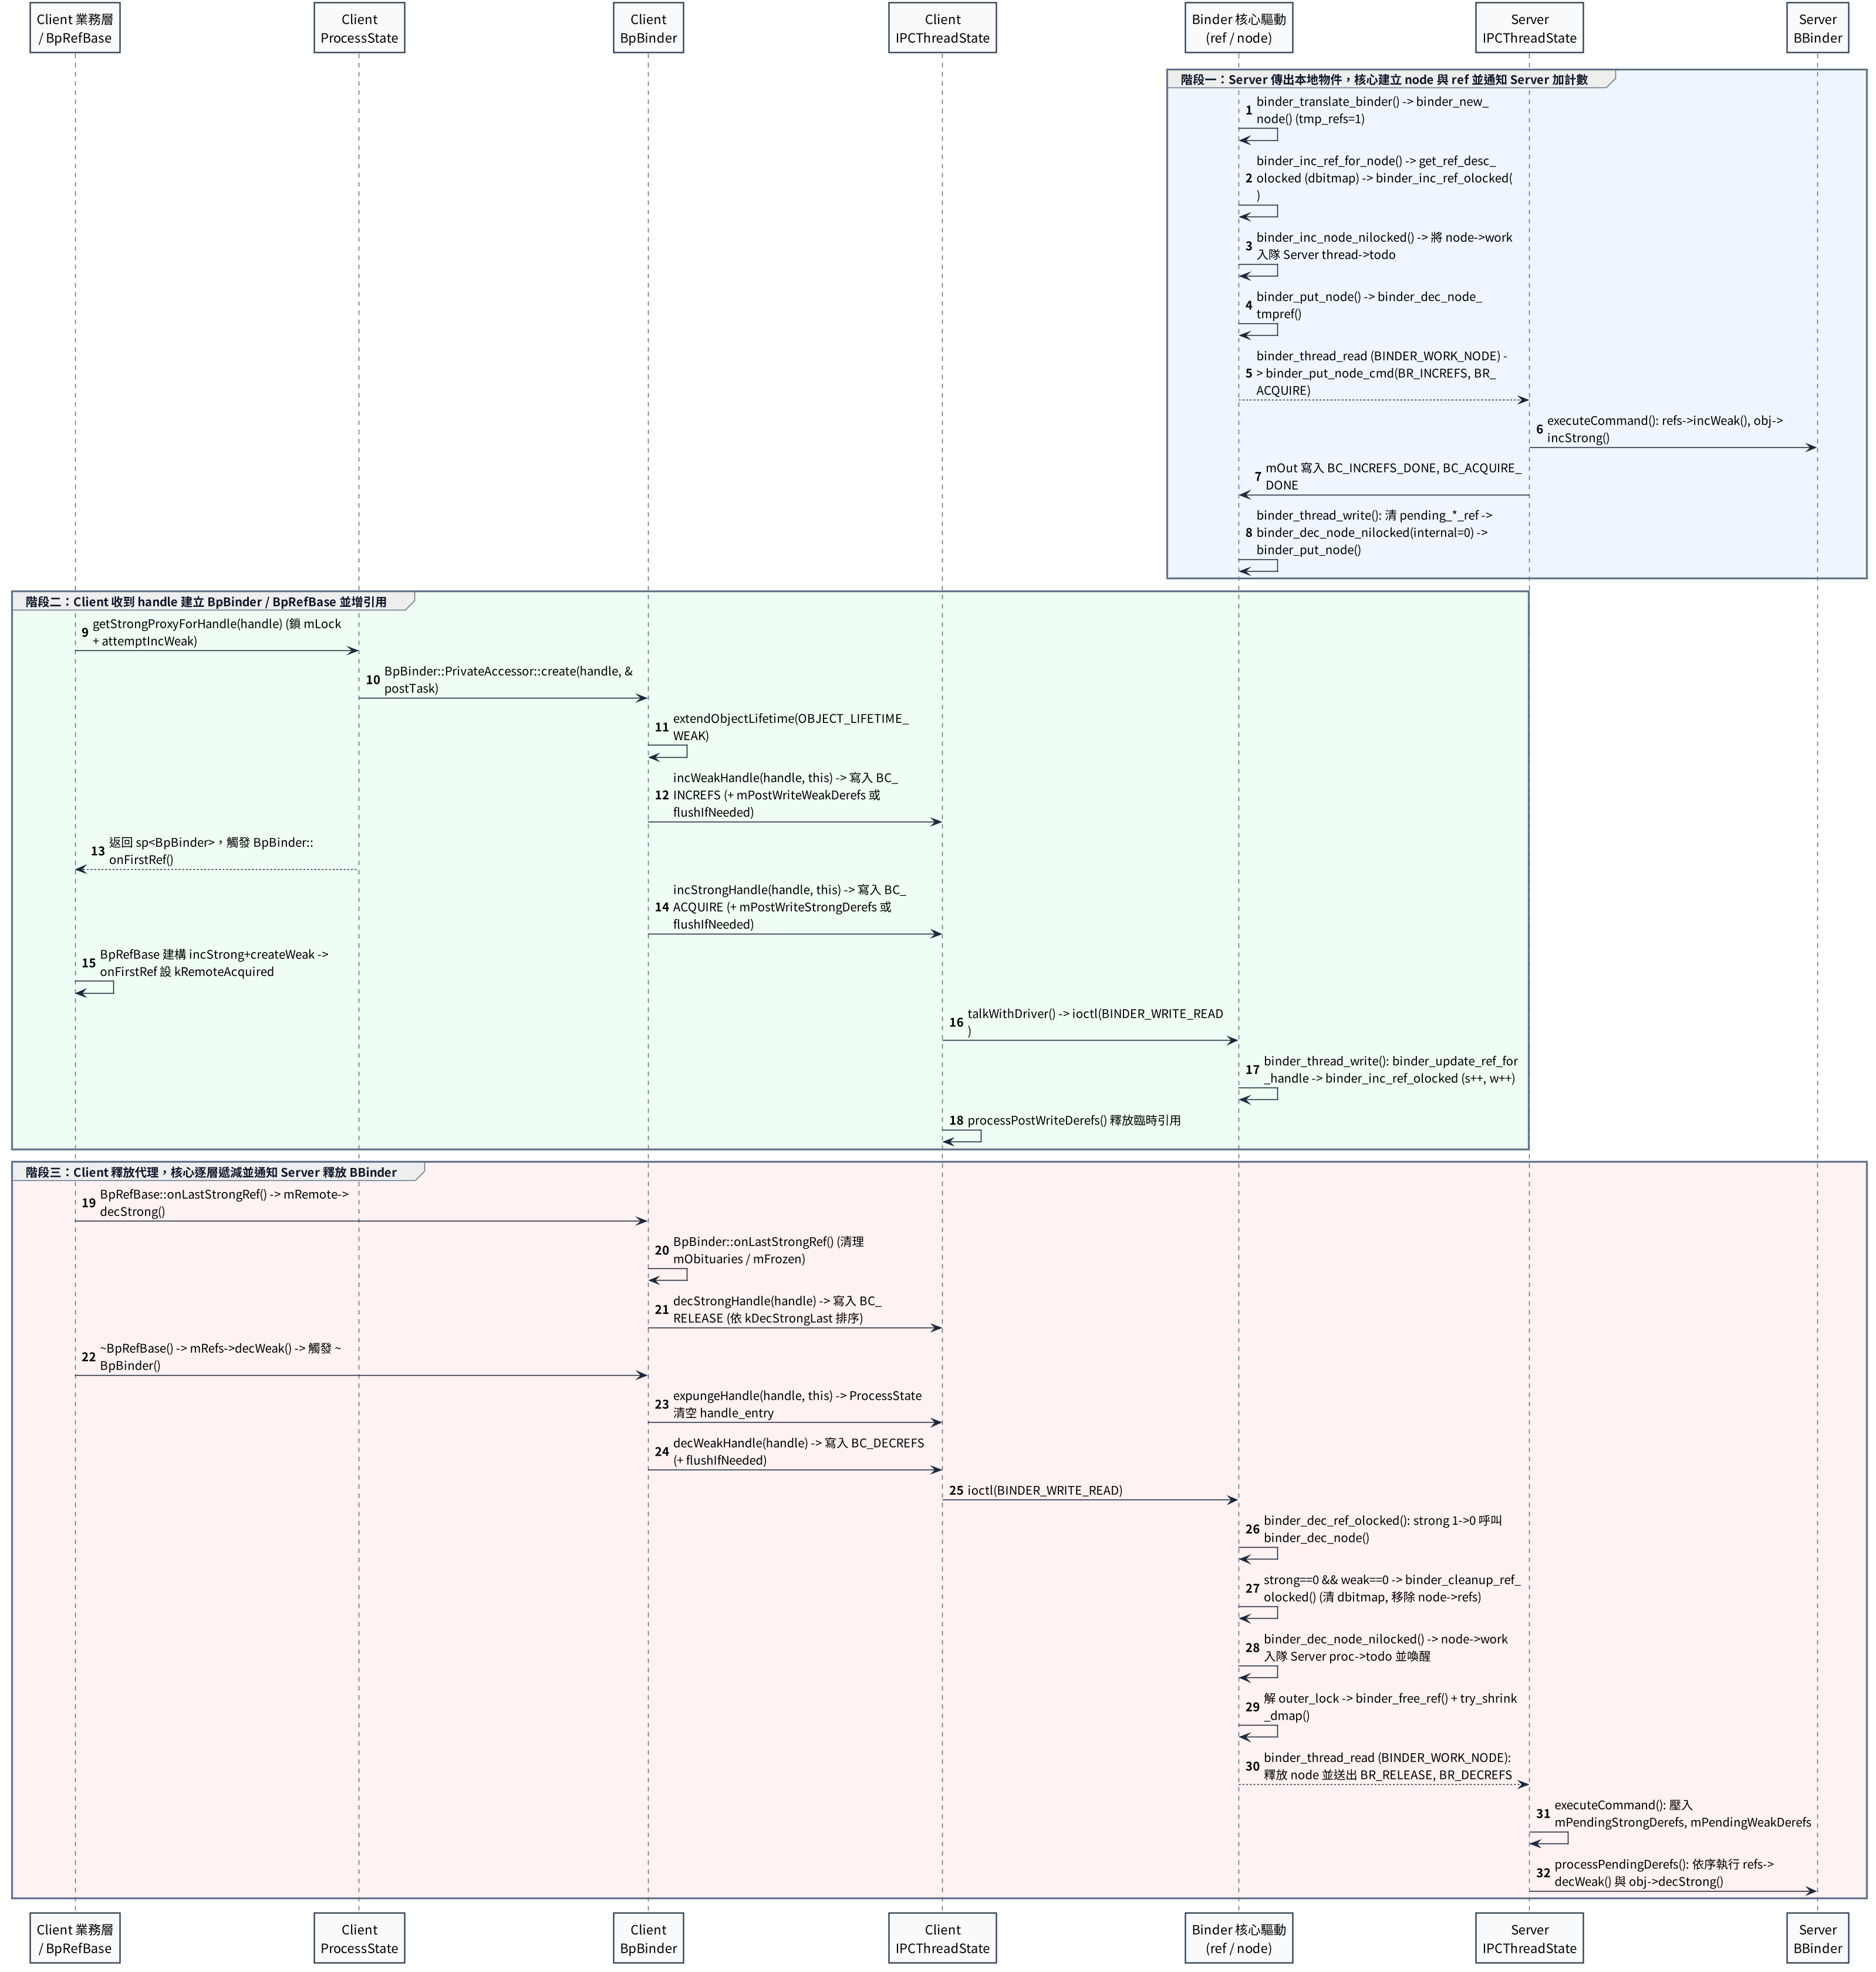 Client 業務層
/ BpRefBase
Client
ProcessState
Client
BpBinder
Client
IPCThreadState
Binder 核心驅動
(ref / node)
Server
IPCThreadState
Server
BBinder
階段一：Server 傳出本地物件，核心建立 node 與 ref 並通知 Server 加計數
1 binder_translate_binder() -> binder_new_
node() (tmp_refs=1)
binder_inc_ref_for_node() -> get_ref_desc_
2 olocked (dbitmap) -> binder_inc_ref_olocked(
)
3 binder_inc_node_nilocked() -> 將 node->work
入隊 Server thread->todo
4 binder_put_node() -> binder_dec_node_
tmpref()
binder_thread_read (BINDER_WORK_NODE) -
5 > binder_put_node_cmd(BR_INCREFS, BR_
ACQUIRE)
6 executeCommand(): refs->incWeak(), obj->
incStrong()
7 mOut 寫入 BC_INCREFS_DONE, BC_ACQUIRE_
DONE
binder_thread_write(): 清 pending_*_ref ->
8 binder_dec_node_nilocked(internal=0) ->
binder_put_node()
階段二：Client 收到 handle 建立 BpBinder / BpRefBase 並增引用
9 getStrongProxyForHandle(handle) (鎖 mLock
+ attemptIncWeak)
10 BpBinder::PrivateAccessor::create(handle, &
postTask)
11 extendObjectLifetime(OBJECT_LIFETIME_
WEAK)
incWeakHandle(handle, this) -> 寫入 BC_
12 INCREFS (+ mPostWriteWeakDerefs 或
flushIfNeeded)
13 返回 sp<BpBinder>，觸發 BpBinder::
onFirstRef()
incStrongHandle(handle, this) -> 寫入 BC_
14 ACQUIRE (+ mPostWriteStrongDerefs 或
flushIfNeeded)
15 BpRefBase 建構 incStrong+createWeak ->
onFirstRef 設 kRemoteAcquired
16 talkWithDriver() -> ioctl(BINDER_WRITE_READ
)
17 binder_thread_write(): binder_update_ref_for
_handle -> binder_inc_ref_olocked (s++, w++)
18 processPostWriteDerefs() 釋放臨時引用
階段三：Client 釋放代理，核心逐層遞減並通知 Server 釋放 BBinder
19 BpRefBase::onLastStrongRef() -> mRemote->
decStrong()
20 BpBinder::onLastStrongRef() (清理
mObituaries / mFrozen)
21 decStrongHandle(handle) -> 寫入 BC_
RELEASE (依 kDecStrongLast 排序)
22 ~BpRefBase() -> mRefs->decWeak() -> 觸發 ~
BpBinder()
23 expungeHandle(handle, this) -> ProcessState
清空 handle_entry
24 decWeakHandle(handle) -> 寫入 BC_DECREFS
(+ flushIfNeeded)
25 ioctl(BINDER_WRITE_READ)
26 binder_dec_ref_olocked(): strong 1->0 呼叫
binder_dec_node()
27 strong==0 && weak==0 -> binder_cleanup_ref_
olocked() (清 dbitmap, 移除 node->refs)
28 binder_dec_node_nilocked() -> node->work
入隊 Server proc->todo 並喚醒
29 解 outer_lock -> binder_free_ref() + try_shrink
_dmap()
30 binder_thread_read (BINDER_WORK_NODE):
釋放 node 並送出 BR_RELEASE, BR_DECREFS
31 executeCommand(): 壓入
mPendingStrongDerefs, mPendingWeakDerefs
32 processPendingDerefs(): 依序執行 refs->
decWeak() 與 obj->decStrong()
Client 業務層
/ BpRefBase
Client
ProcessState
Client
BpBinder
Client
IPCThreadState
Binder 核心驅動
(ref / node)
Server
IPCThreadState
Server
BBinder